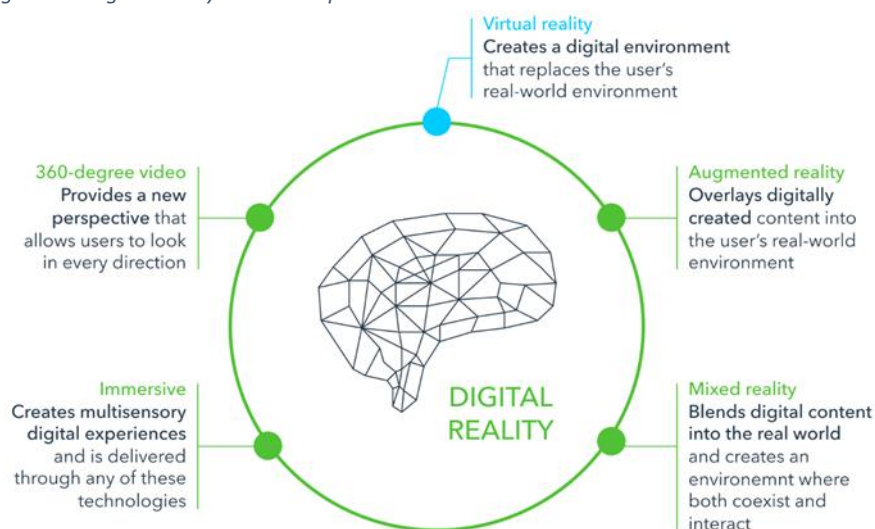 Virtual reality
Creates a digital environment
that replaces the user's
real-world environment
360-degree video
Provides a new
perspective that
allows users to look
in every direction
Augmented reality
Overlays digitally
created content into
the user's real-world
environment
DIGITAL
REALITY
Immersive
Creates multisensory
digital experiences
and is delivered
through any of these
technologies
Mixed reality
Blends digital content
into the real world
and creates an
environemnt where
both coexist and
interact